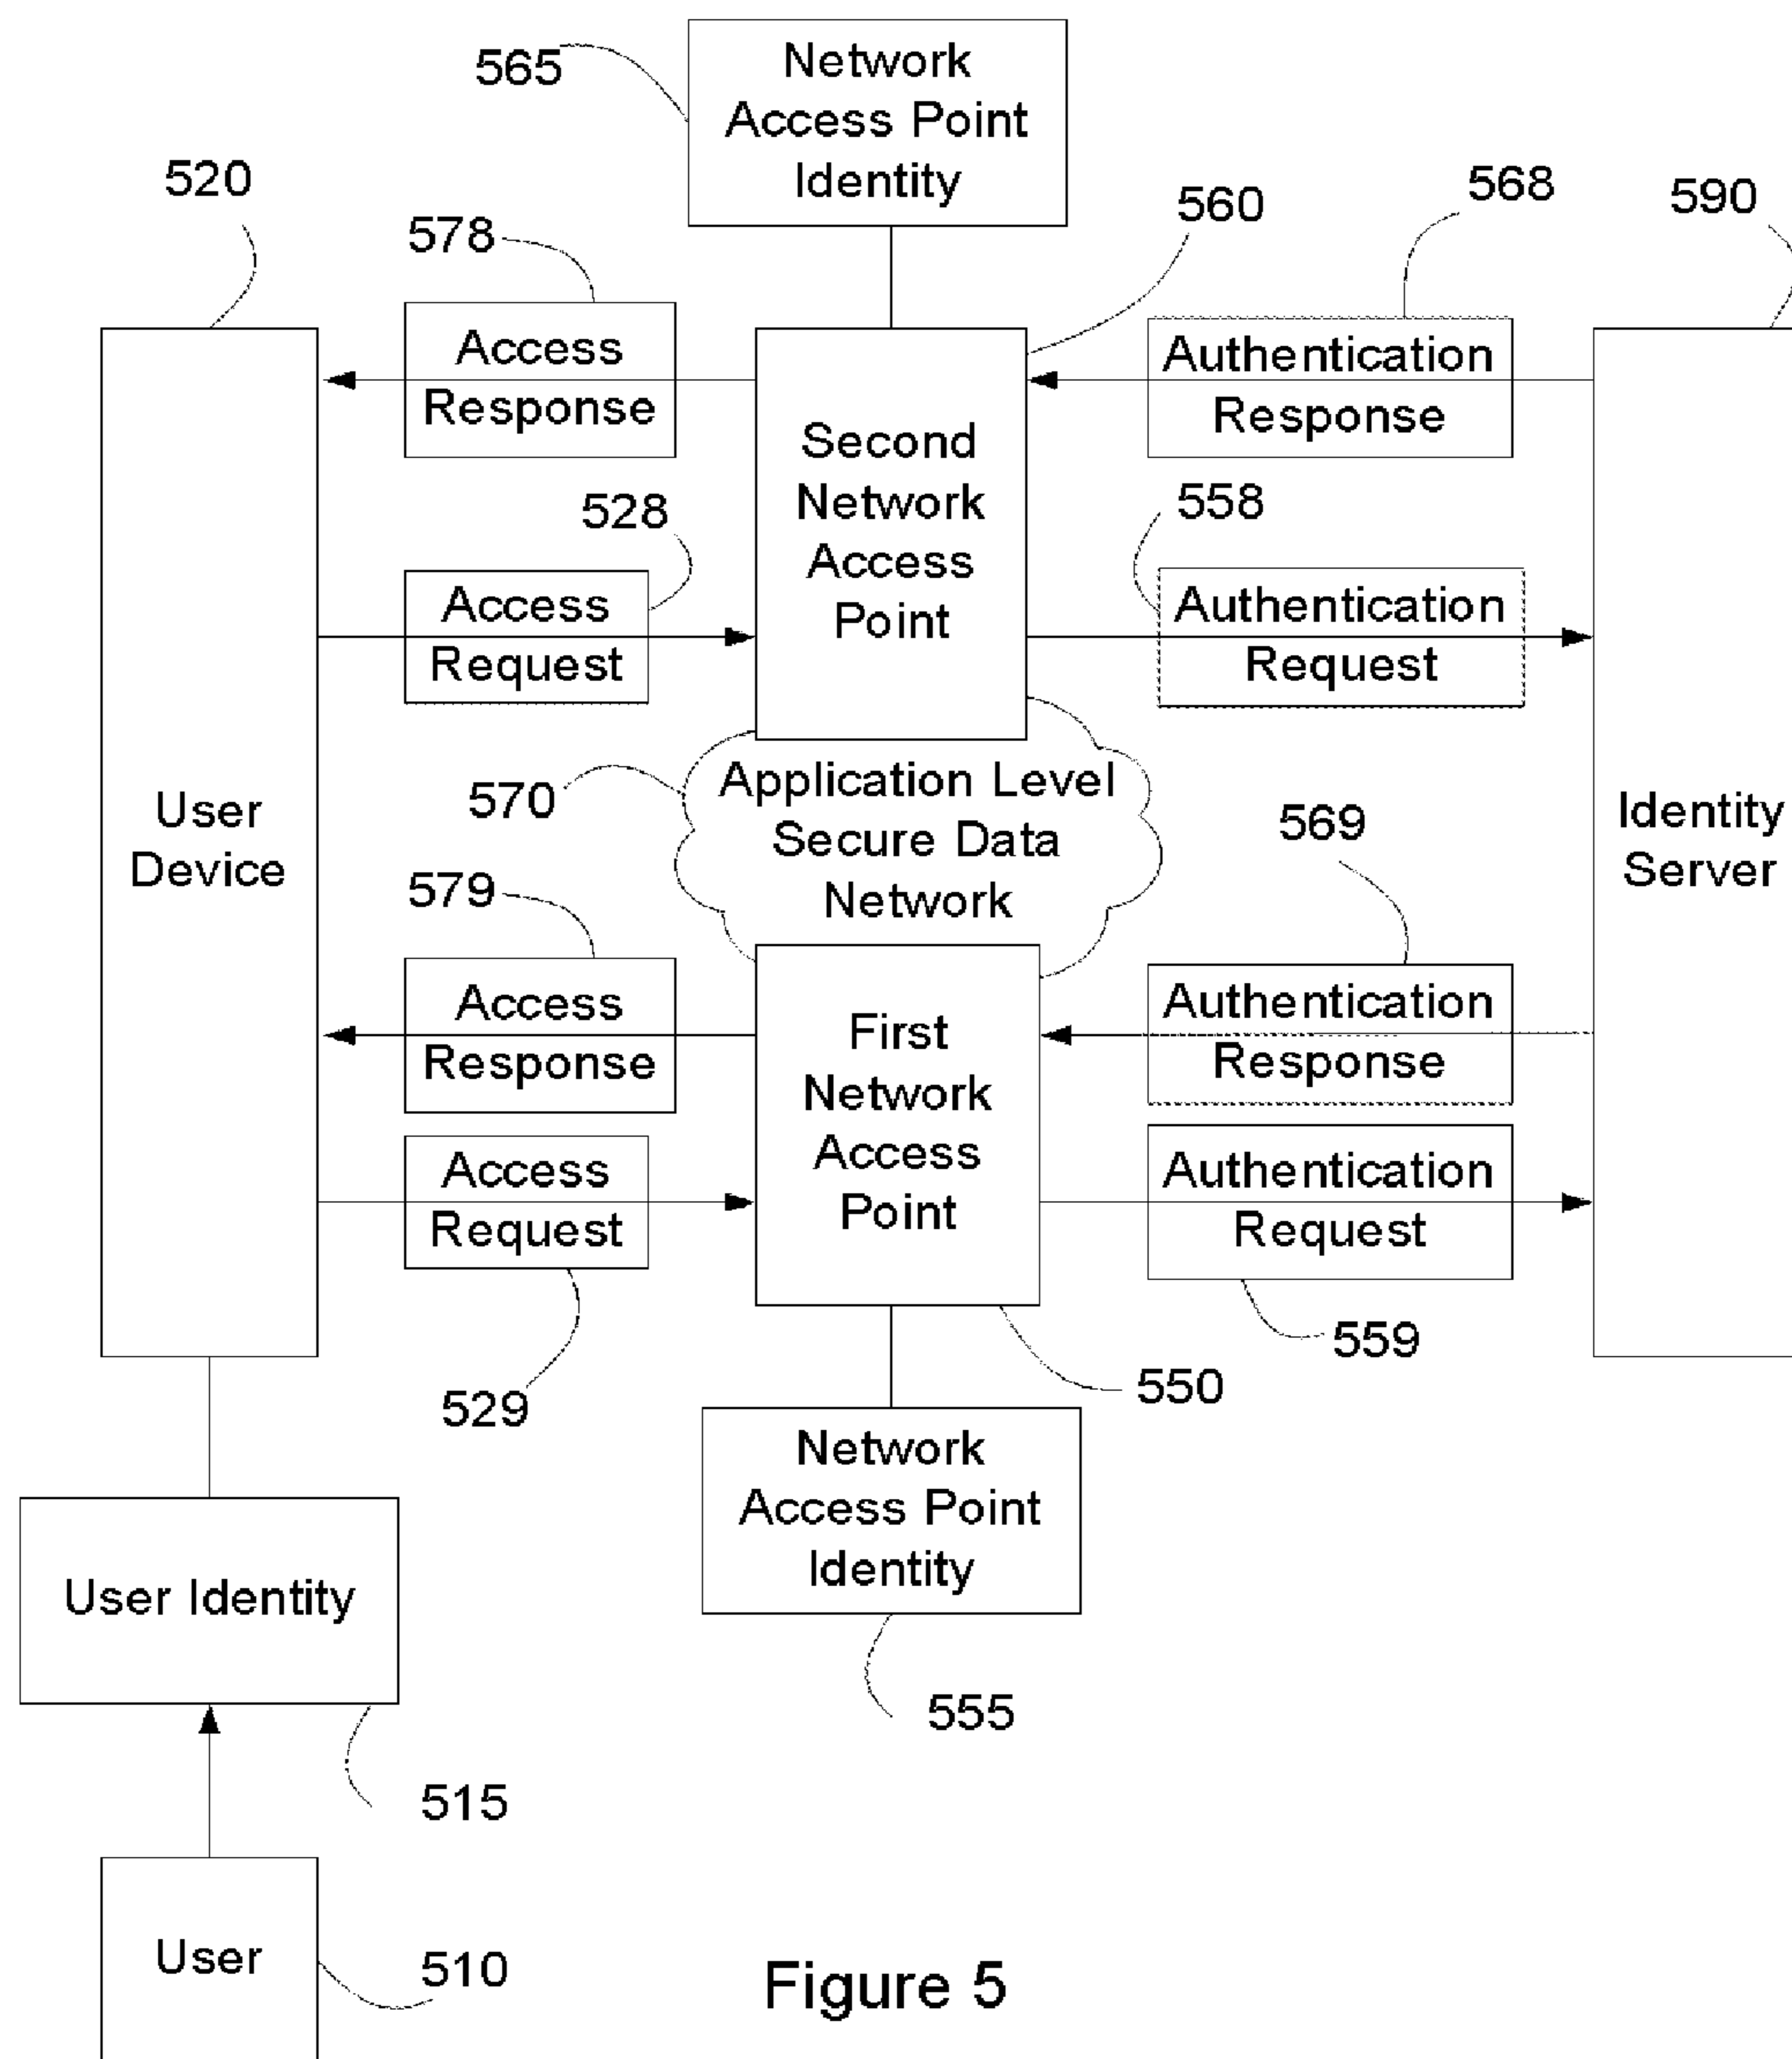 565
Network
Access Point
Identity
520
578
560
568
590
Access
Response
Authentication
Response
Second
Network
Access
Point
528
558
Access
Request
Authentication
Request
570
Application Level
Secure Data
Network
User
Device
569
Identity
Server
579
Access
Response
First
Network
Access
Point
Authentication
Response
Access
Request
Authentication
Request
529
550
559
Network
Access Point
Identity
User Identity
555
515
User
510
Figure 5